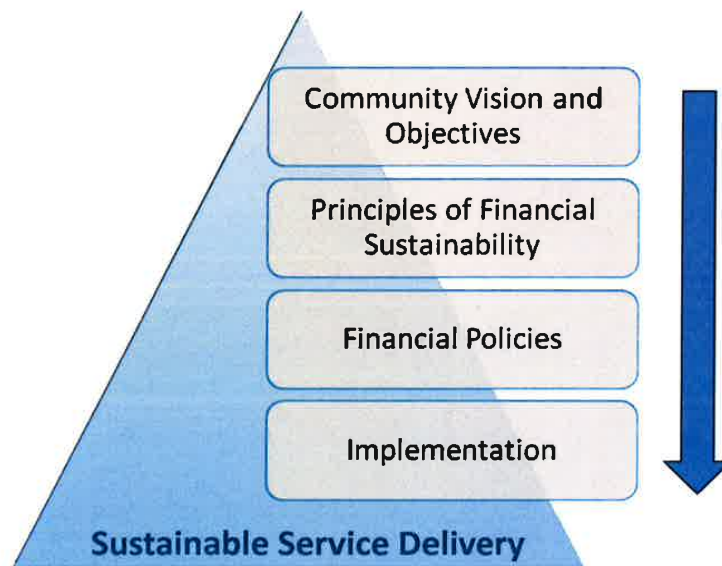 Community Vision and
Objectives
Principles of Financial
Sustainability
Financial Policies
Implementation
Sustainable Service Delivery